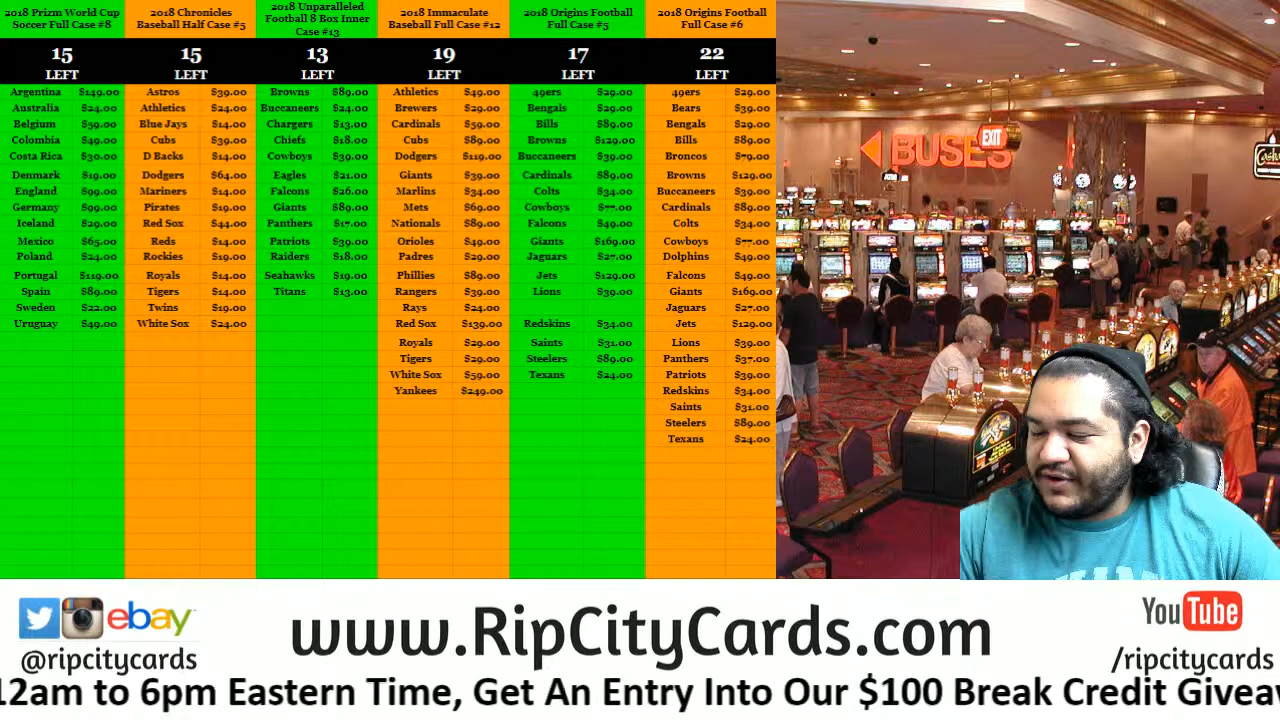 2018 Prizm World Cup
Soccer Full Case #8
15
LEFT
Argentina $149.00
Australia $24.00
Belgium $59.00
Colombia $49.00
Costa Rica $30.00
Denmark $19.00
England $99.00
Germany $99.00
Iceland $29.00
Mexico $65.00
Poland $24.00
Portugal $119.00
Spain $89.00
Sweden $22.00
Uruguay $49.00
2018 Chronicles
Baseball Half Case #5
15
LEFT
Astros $39.00
Athletics $24.00
Blue Jays $14.00
Cubs $39.00
D Backs $14.00
Dodgers $64.00
Mariners $14.00
Pirates $19.00
Red Sox $44.00
Reds $14.00
Rockies $19.00
Royals $14.00
Tigers $14.00
Twins $19.00
White Sox $24.00
2018 Unparalleled
Football 8 Box Inner
Case #13
13
LEFT
Browns $89.00
Buccaneers $24.00
Chargers $13.00
Chiefs $18.00
Cowboys $39.00
Eagles $21.00
Falcons $26.00
Giants $89.00
Panthers $17.00
Patriots $39.00
Raiders $18.00
Seahawks $19.00
Titans $13.00
2018 Immaculate
Baseball Full Case #12
19
LEFT
Athletics $49.00
Brewers $29.00
Cardinals $59.00
Cubs $89.00
Dodgers $119.00
Giants $39.00
Marlins $34.00
Mets $69.00
Nationals $89.00
Orioles $49.00
Padres $29.00
Phillies $89.00
Rangers $39.00
Rays $24.00
Red Sox $139.00
Royals $29.00
Tigers $29.00
White Sox $59.00
Yankees $249.00
2018 Origins Football
Full Case #5
17
LEFT
49ers $29.00
Bengals $29.00
Bills $89.00
Browns $129.00
Buccaneers $39.00
Cardinals $89.00
Colts $34.00
Cowboys $77.00
Falcons $49.00
Giants $169.00
Jaguars $27.00
Jets $129.00
Lions $39.00
Redskins $34.00
Saints $31.00
Steelers $89.00
Texans $24.00
2018 Origins Football
Full Case #6
22
LEFT
49ers $29.00
Bears $39.00
Bengals $29.00
Bills $89.00
Broncos $79.00
Browns $129.00
Buccaneers $39.00
Cardinals $89.00
Colts $34.00
Cowboys $77.00
Dolphins $49.00
Falcons $49.00
Giants $169.00
Jaguars $27.00
Jets $129.00
Lions $39.00
Panthers $37.00
Patriots $39.00
Redskins $34.00
Saints $31.00
Steelers $89.00
Texans $24.00
BUSES
EXIT
ATM
ebay
@ripcitycards
www.RipCityCards.com
YouTube
/ripcitycards
12am to 6pm Eastern Time, Get An Entry Into Our $100 Break Credit Giveaw